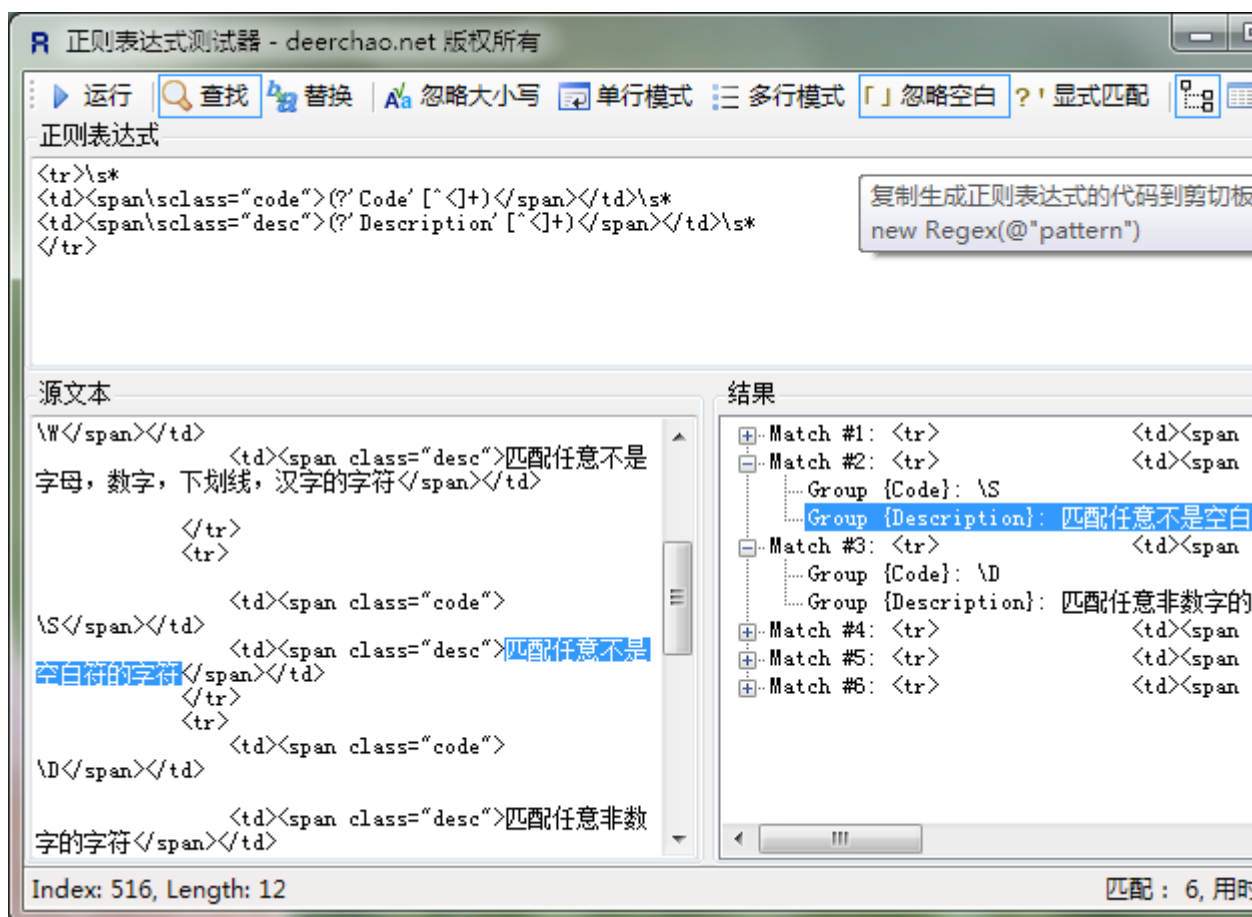 正则表达式测试器 - deerchao.net 版权所有
运行 查找 替换 忽略大小写 单行模式 多行模式 「」忽略空白 ?' 显式匹配
正则表达式
<tr>\s*
<td><span\sclass="code">(?'Code'[^<]+)</span></td>\s*
<td><span\sclass="desc">(?'Description'[^<]+)</span></td>\s*
</tr>
复制生成正则表达式的代码到剪切板
new Regex(@"pattern")
源文本
\W</span></td>
<td><span class="desc">匹配任意不是
字母，数字，下划线，汉字的字符</span></td>
</tr>
<tr>
<td><span class="code">
\S</span></td>
<td><span class="desc">匹配任意不是
空白符的字符</span></td>
</tr>
<tr>
<td><span class="code">
\D</span></td>
<td><span class="desc">匹配任意非数
字的字符</span></td>
结果
Match #1: <tr> <td><span
Match #2: <tr> <td><span
Group {Code}: \S
Group {Description}: 匹配任意不是空白
Match #3: <tr> <td><span
Group {Code}: \D
Group {Description}: 匹配任意非数字的
Match #4: <tr> <td><span
Match #5: <tr> <td><span
Match #6: <tr> <td><span
Index: 516, Length: 12
匹配： 6, 用时